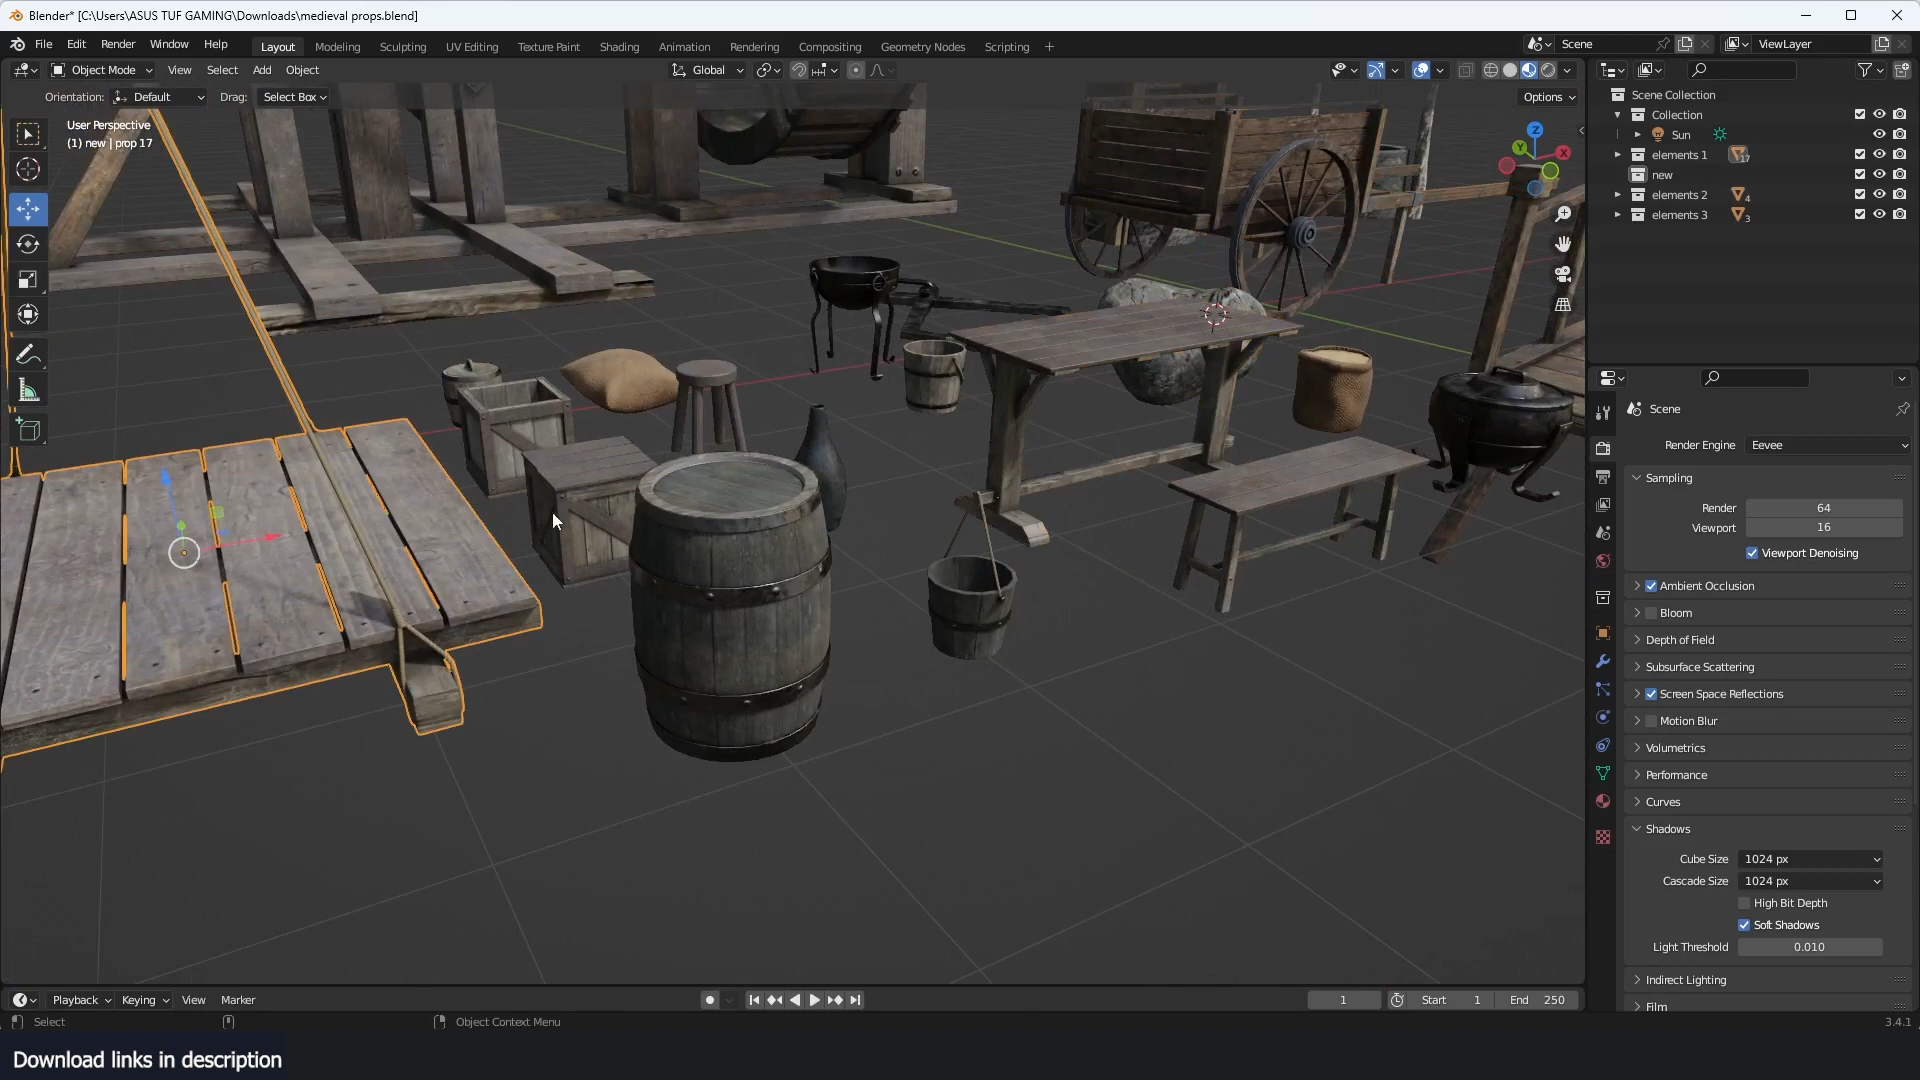 Blender* [C:\Users\ASUS TUF GAMING\Downloads\medieval props.blend]
File Edit Render Window Help Layout Modeling Sculpting UV Editing Texture Paint Shading Animation Rendering Compositing Geometry Nodes Scripting + Scene ViewLayer
Object Mode View Select Add Object Global
Orientation: Default Drag: Select Box Options
User Perspective
(1) new | prop 17
Z
Y
X
Scene Collection
Collection
Sun
elements 1 17
new
elements 2 4
elements 3 3
Scene
Render Engine Eevee
Sampling
Render 64
Viewport 16
Viewport Denoising
Ambient Occlusion
Bloom
Depth of Field
Subsurface Scattering
Screen Space Reflections
Motion Blur
Volumetrics
Performance
Curves
Shadows
Cube Size 1024 px
Cascade Size 1024 px
High Bit Depth
Soft Shadows
Light Threshold 0.010
Indirect Lighting
Film
Playback Keying View Marker 1 Start 1 End 250
Select Object Context Menu 3.4.1
Download links in description